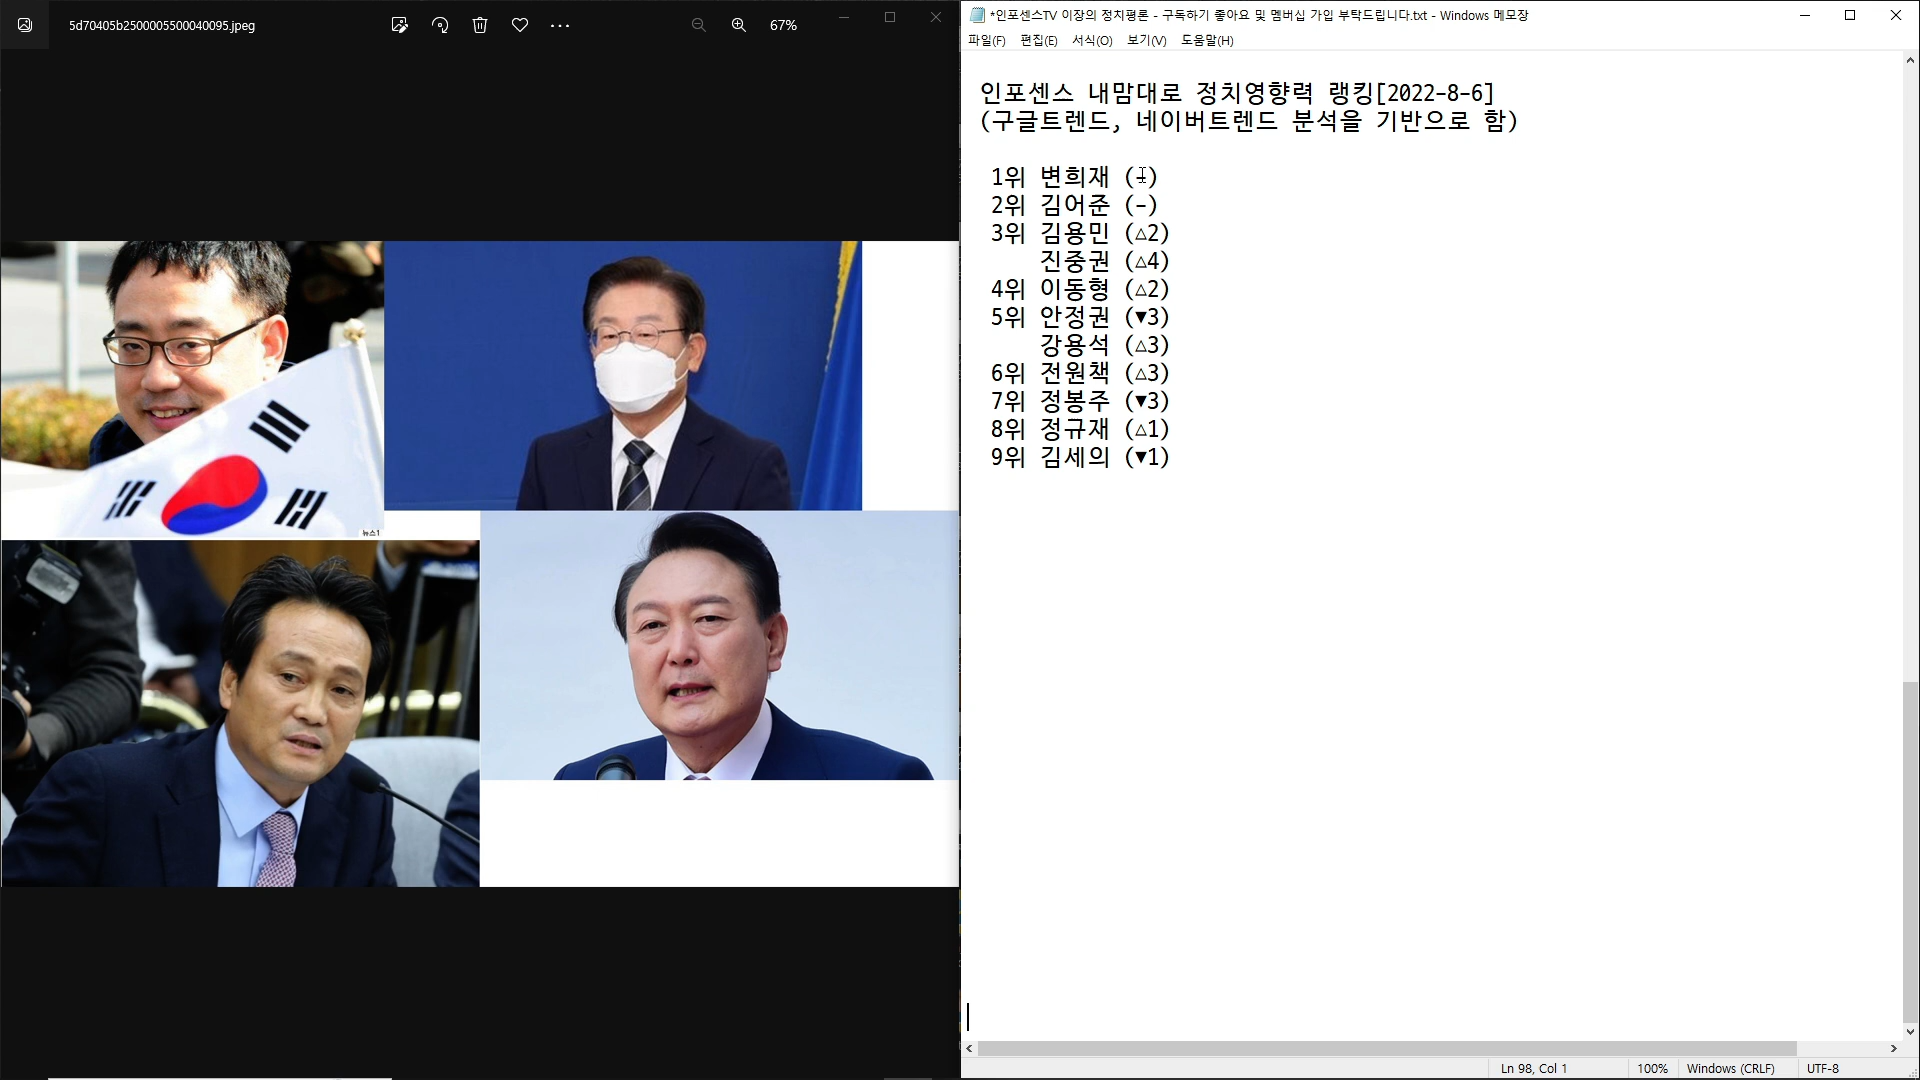 5d70405b2500005500040095.jpeg
67%
뉴스1
*인포센스TV 이장의 정치평론 - 구독하기 좋아요 및 멤버십 가입 부탁드립니다.txt - Windows 메모장
파일(F) 편집(E) 서식(O) 보기(V) 도움말(H)
인포센스 내맘대로 정치영향력 랭킹[2022-8-6]
(구글트렌드, 네이버트렌드 분석을 기반으로 함)
1위 변희재 (-)
2위 김어준 (-)
3위 김용민 (△2)
진중권 (△4)
4위 이동형 (△2)
5위 안정권 (▼3)
강용석 (△3)
6위 전원책 (△3)
7위 정봉주 (▼3)
8위 정규재 (△1)
9위 김세의 (▼1)
Ln 98, Col 1 100% Windows (CRLF) UTF-8